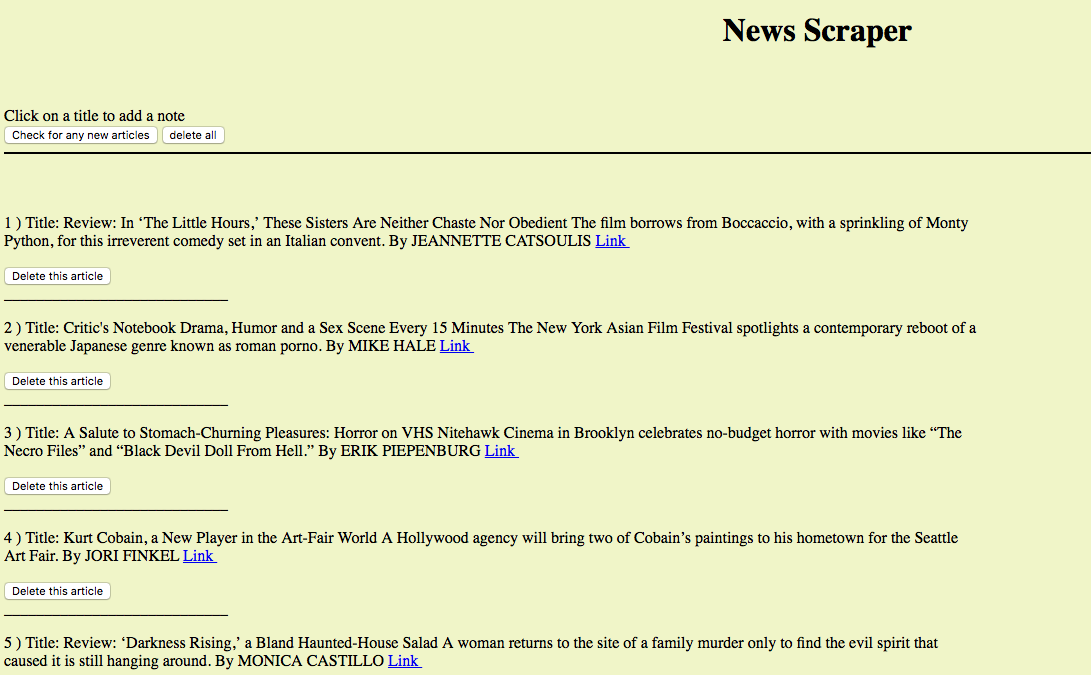 News Scraper
Click on a title to add a note
Check for any new articles delete all
1 ) Title: Review: In ‘The Little Hours,’ These Sisters Are Neither Chaste Nor Obedient The film borrows from Boccaccio, with a sprinkling of Monty
Python, for this irreverent comedy set in an Italian convent. By JEANNETTE CATSOULIS Link
Delete this article
2 ) Title: Critic's Notebook Drama, Humor and a Sex Scene Every 15 Minutes The New York Asian Film Festival spotlights a contemporary reboot of a
venerable Japanese genre known as roman porno. By MIKE HALE Link
Delete this article
3 ) Title: A Salute to Stomach-Churning Pleasures: Horror on VHS Nitehawk Cinema in Brooklyn celebrates no-budget horror with movies like “The
Necro Files” and “Black Devil Doll From Hell.” By ERIK PIEPENBURG Link
Delete this article
4 ) Title: Kurt Cobain, a New Player in the Art-Fair World A Hollywood agency will bring two of Cobain’s paintings to his hometown for the Seattle
Art Fair. By JORI FINKEL Link
Delete this article
5 ) Title: Review: ‘Darkness Rising,’ a Bland Haunted-House Salad A woman returns to the site of a family murder only to find the evil spirit that
caused it is still hanging around. By MONICA CASTILLO Link